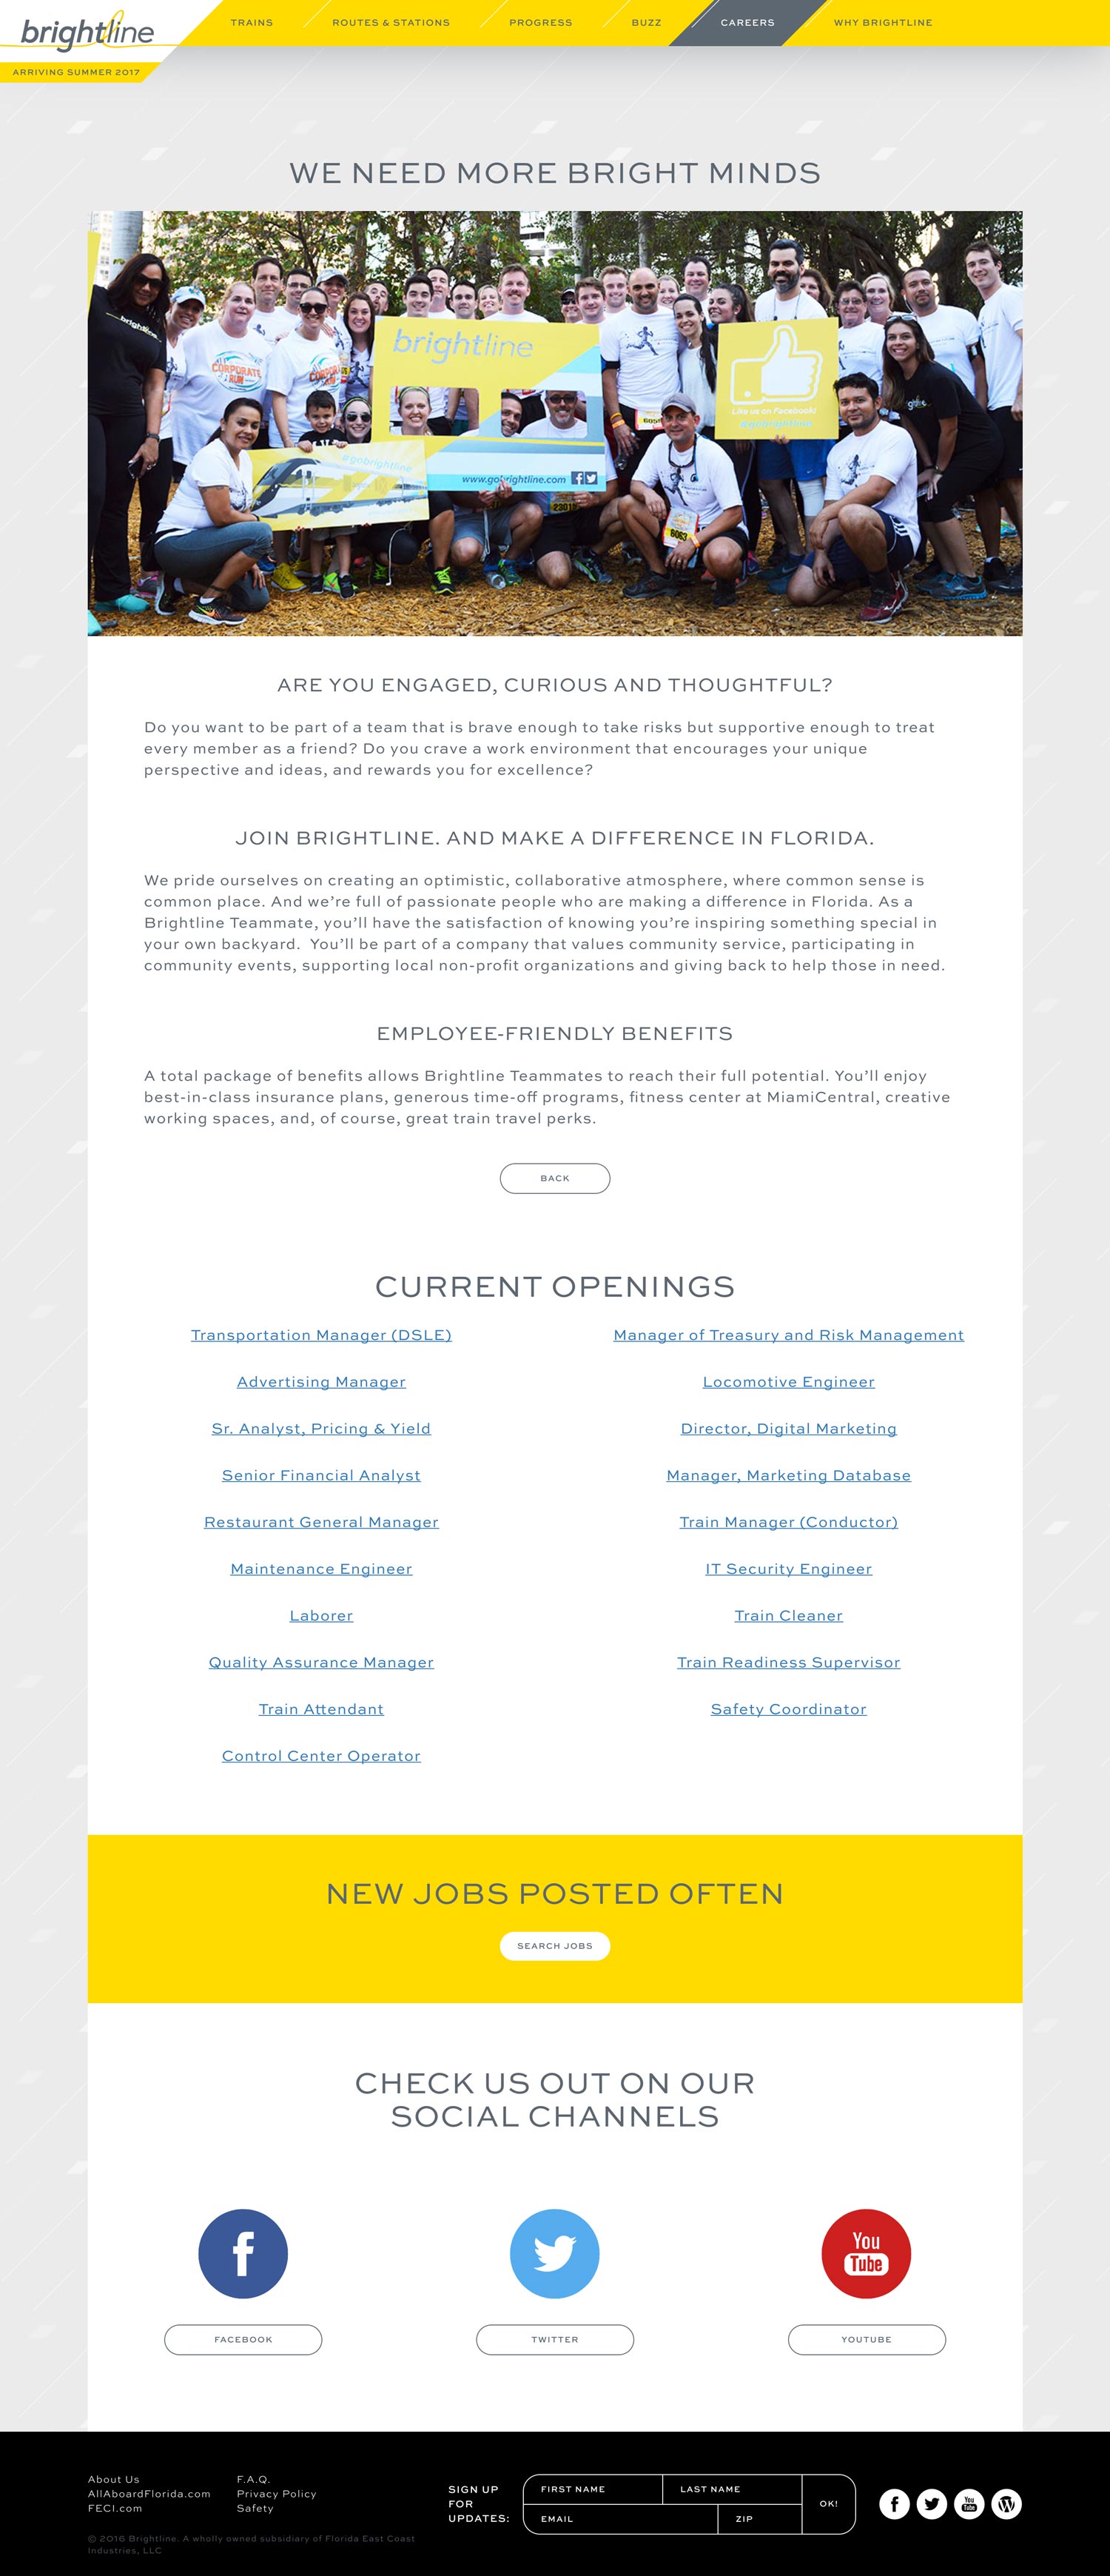 brightline
TRAINS
ROUTES & STATIONS
PROGRESS
BUZZ
CAREERS
WHY BRIGHTLINE
ARRIVING SUMMER 2017
WE NEED MORE BRIGHT MINDS
brightline
CORPORATE
RUN
brightline
Like us on Facebook!
#gobrightline
#gobrightline
www.gobrightline.com
6063
ARE YOU ENGAGED, CURIOUS AND THOUGHTFUL?
Do you want to be part of a team that is brave enough to take risks but supportive enough to treat
every member as a friend? Do you crave a work environment that encourages your unique
perspective and ideas, and rewards you for excellence?
JOIN BRIGHTLINE. AND MAKE A DIFFERENCE IN FLORIDA.
We pride ourselves on creating an optimistic, collaborative atmosphere, where common sense is
common place. And we’re full of passionate people who are making a difference in Florida. As a
Brightline Teammate, you’ll have the satisfaction of knowing you’re inspiring something special in
your own backyard.  You’ll be part of a company that values community service, participating in
community events, supporting local non-profit organizations and giving back to help those in need.
EMPLOYEE-FRIENDLY BENEFITS
A total package of benefits allows Brightline Teammates to reach their full potential. You’ll enjoy
best-in-class insurance plans, generous time-off programs, fitness center at MiamiCentral, creative
working spaces, and, of course, great train travel perks.
BACK
CURRENT OPENINGS
Transportation Manager (DSLE)
Manager of Treasury and Risk Management
Advertising Manager
Locomotive Engineer
Sr. Analyst, Pricing & Yield
Director, Digital Marketing
Senior Financial Analyst
Manager, Marketing Database
Restaurant General Manager
Train Manager (Conductor)
Maintenance Engineer
IT Security Engineer
Laborer
Train Cleaner
Quality Assurance Manager
Train Readiness Supervisor
Train Attendant
Safety Coordinator
Control Center Operator
NEW JOBS POSTED OFTEN
SEARCH JOBS
CHECK US OUT ON OUR
SOCIAL CHANNELS
You
Tube
FACEBOOK
TWITTER
YOUTUBE
About Us
AllAboardFlorida.com
FECI.com
F.A.Q.
Privacy Policy
Safety
SIGN UP
FOR
UPDATES:
FIRST NAME
LAST NAME
EMAIL
ZIP
OK!
You
Tube
© 2016 Brightline. A wholly owned subsidiary of Florida East Coast
Industries, LLC